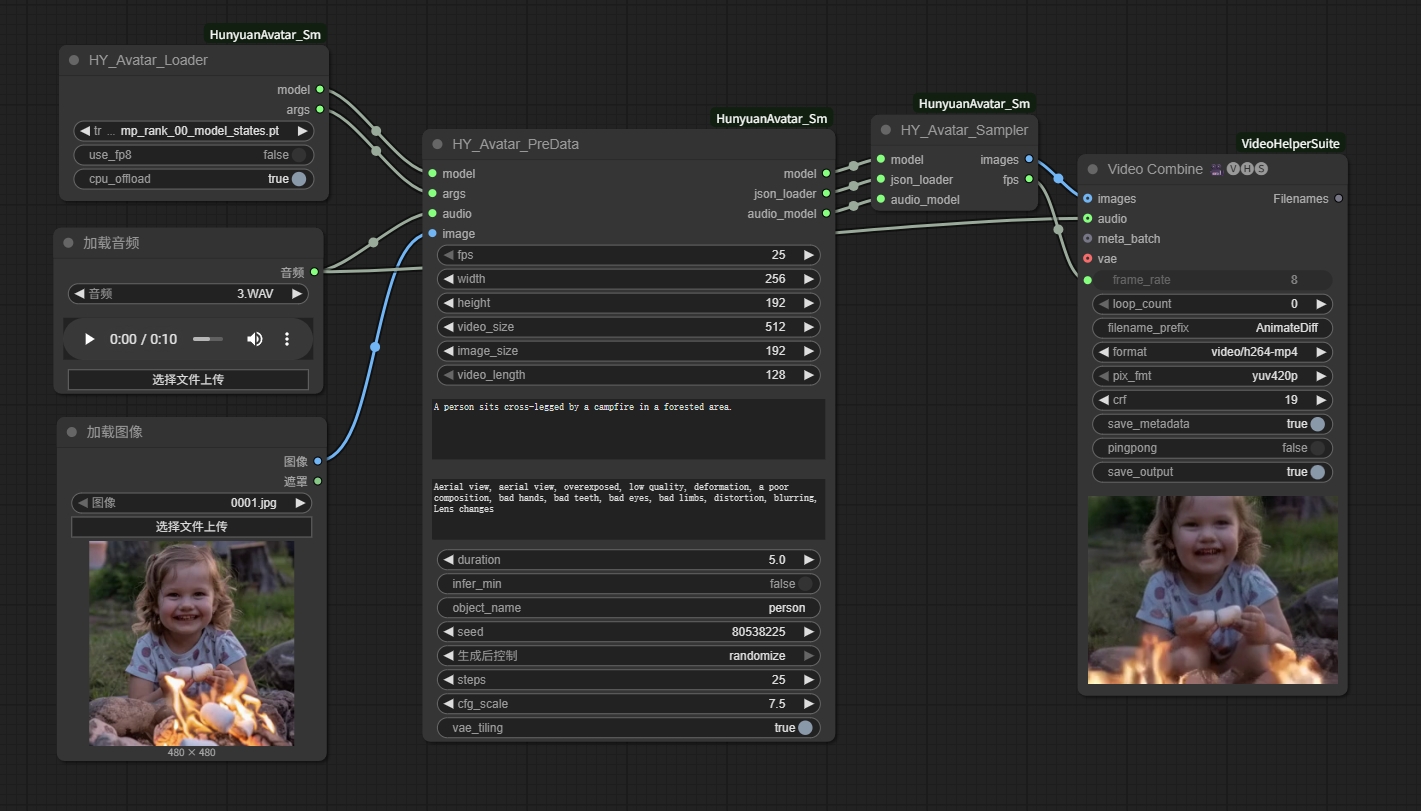 HunyuanAvatar_Sm
HY_Avatar_Loader
model
args
tr ... mp_rank_00_model_states.pt
use_fp8 false
cpu_offload true
加载音频
音频
音频 3.WAV
0:00 / 0:10
选择文件上传
加载图像
图像
遮罩
图像 0001.jpg
选择文件上传
480 × 480
HunyuanAvatar_Sm
HY_Avatar_PreData
model model
args json_loader
audio audio_model
image
fps 25
width 256
height 192
video_size 512
image_size 192
video_length 128
A person sits cross-legged by a campfire in a forested area.
Aerial view, aerial view, overexposed, low quality, deformation, a poor
composition, bad hands, bad teeth, bad eyes, bad limbs, distortion, blurring,
Lens changes
duration 5.0
infer_min false
object_name person
seed 80538225
生成后控制 randomize
steps 25
cfg_scale 7.5
vae_tiling true
HunyuanAvatar_Sm
HY_Avatar_Sampler
model images
json_loader fps
audio_model
VideoHelperSuite
Video Combine 🎥🅥🅗🅢
images Filenames
audio
meta_batch
vae
frame_rate 8
loop_count 0
filename_prefix AnimateDiff
format video/h264-mp4
pix_fmt yuv420p
crf 19
save_metadata true
pingpong false
save_output true